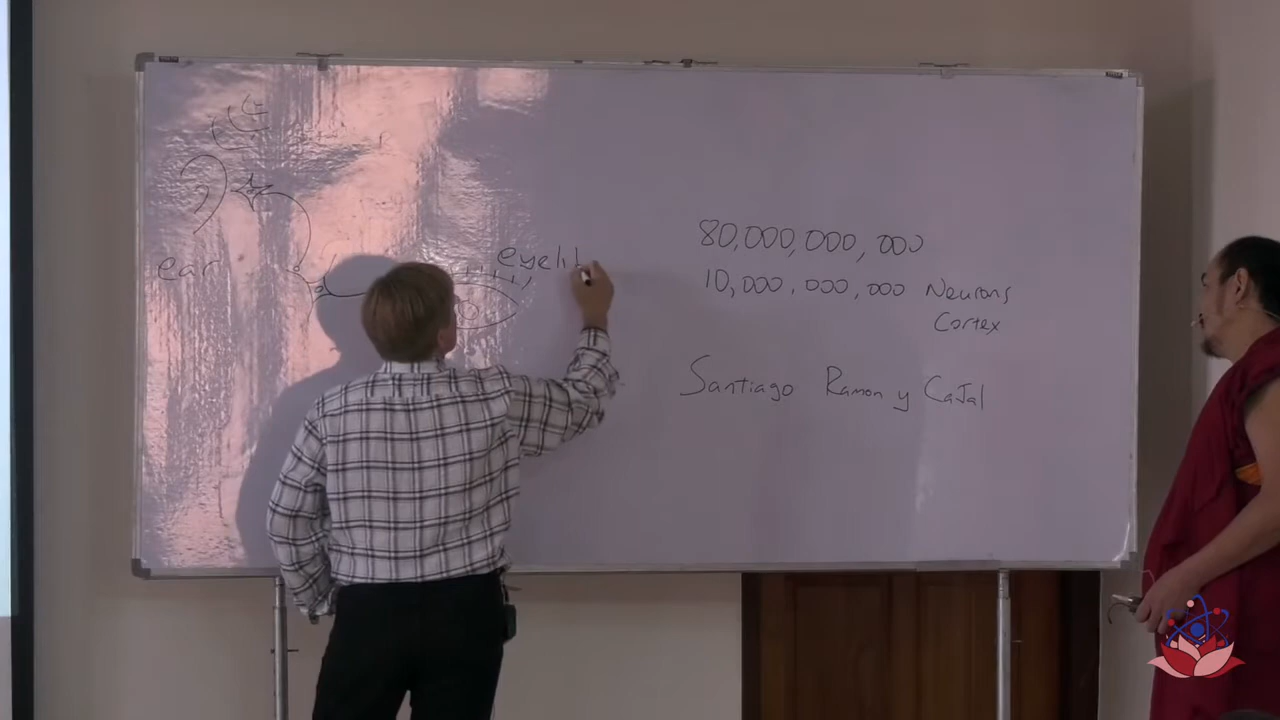 ear
eyeli
80,000,000,000
10,000,000,000 Neurons
Cortex
Santiago Ramon y CaJal